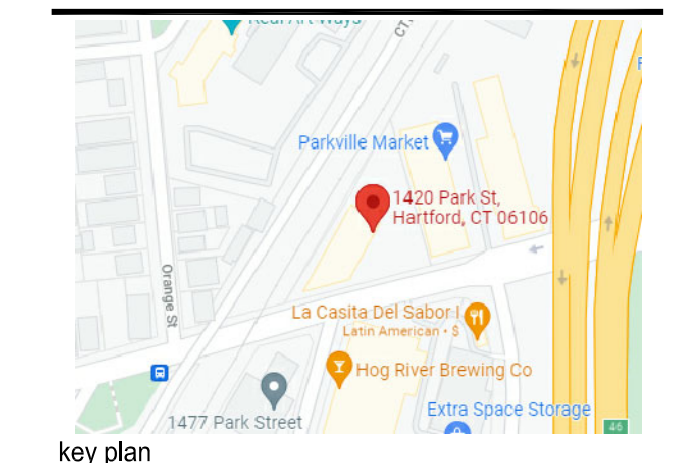 Real Art Ways
CT
Parkville Market
1420 Park St,
Hartford, CT 06106
Orange St
La Casita Del Sabor I
Latin American • $
Hog River Brewing Co
1477 Park Street
Extra Space Storage
46
key plan